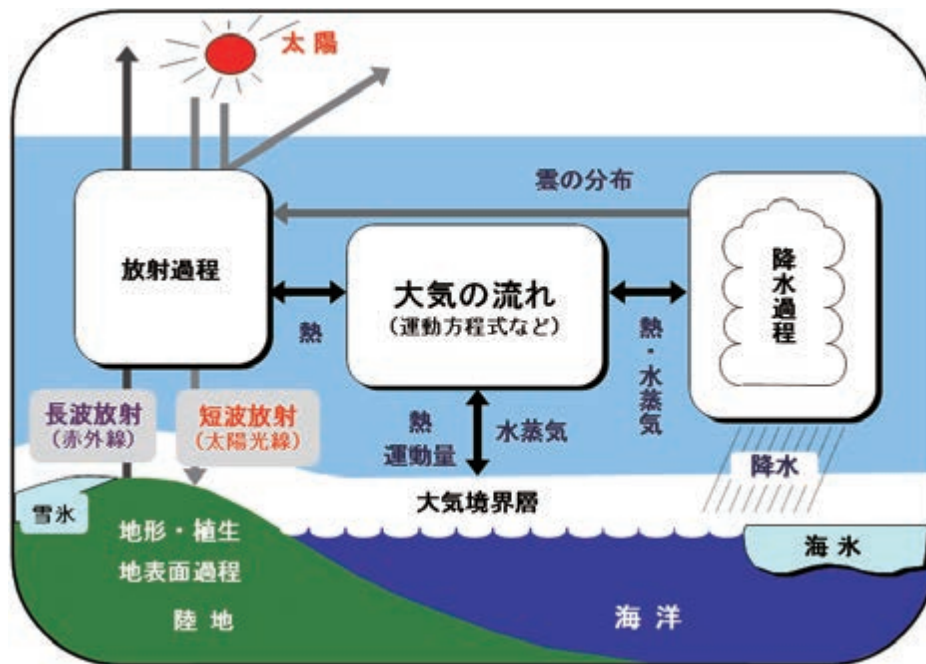 太陽
雲の分布
放射過程
大気の流れ
（運動方程式など）
降水過程
熱
熱・水蒸気
長波放射
（赤外線）
短波放射
（太陽光線）
熱
運動量
水蒸気
降水
大気境界層
雪氷
地形・植生
地表面過程
陸地
海洋
海氷